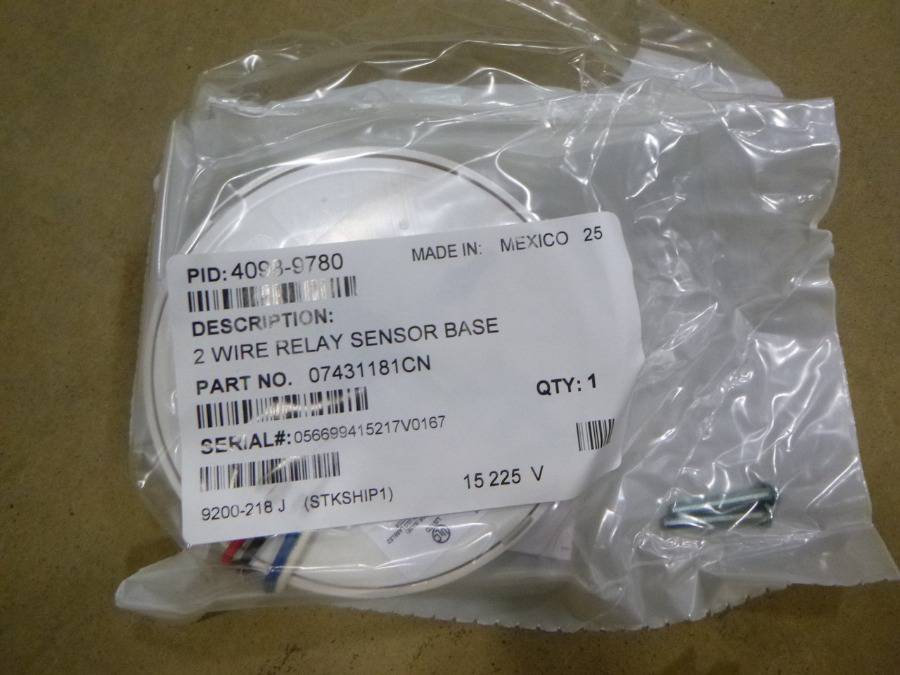 PID: 4098-9780
MADE IN: MEXICO 25
DESCRIPTION:
2 WIRE RELAY SENSOR BASE
PART NO. 07431181CN
QTY: 1
SERIAL#: 056699415217V0167
15 225 V
9200-218 J (STKSHIP1)